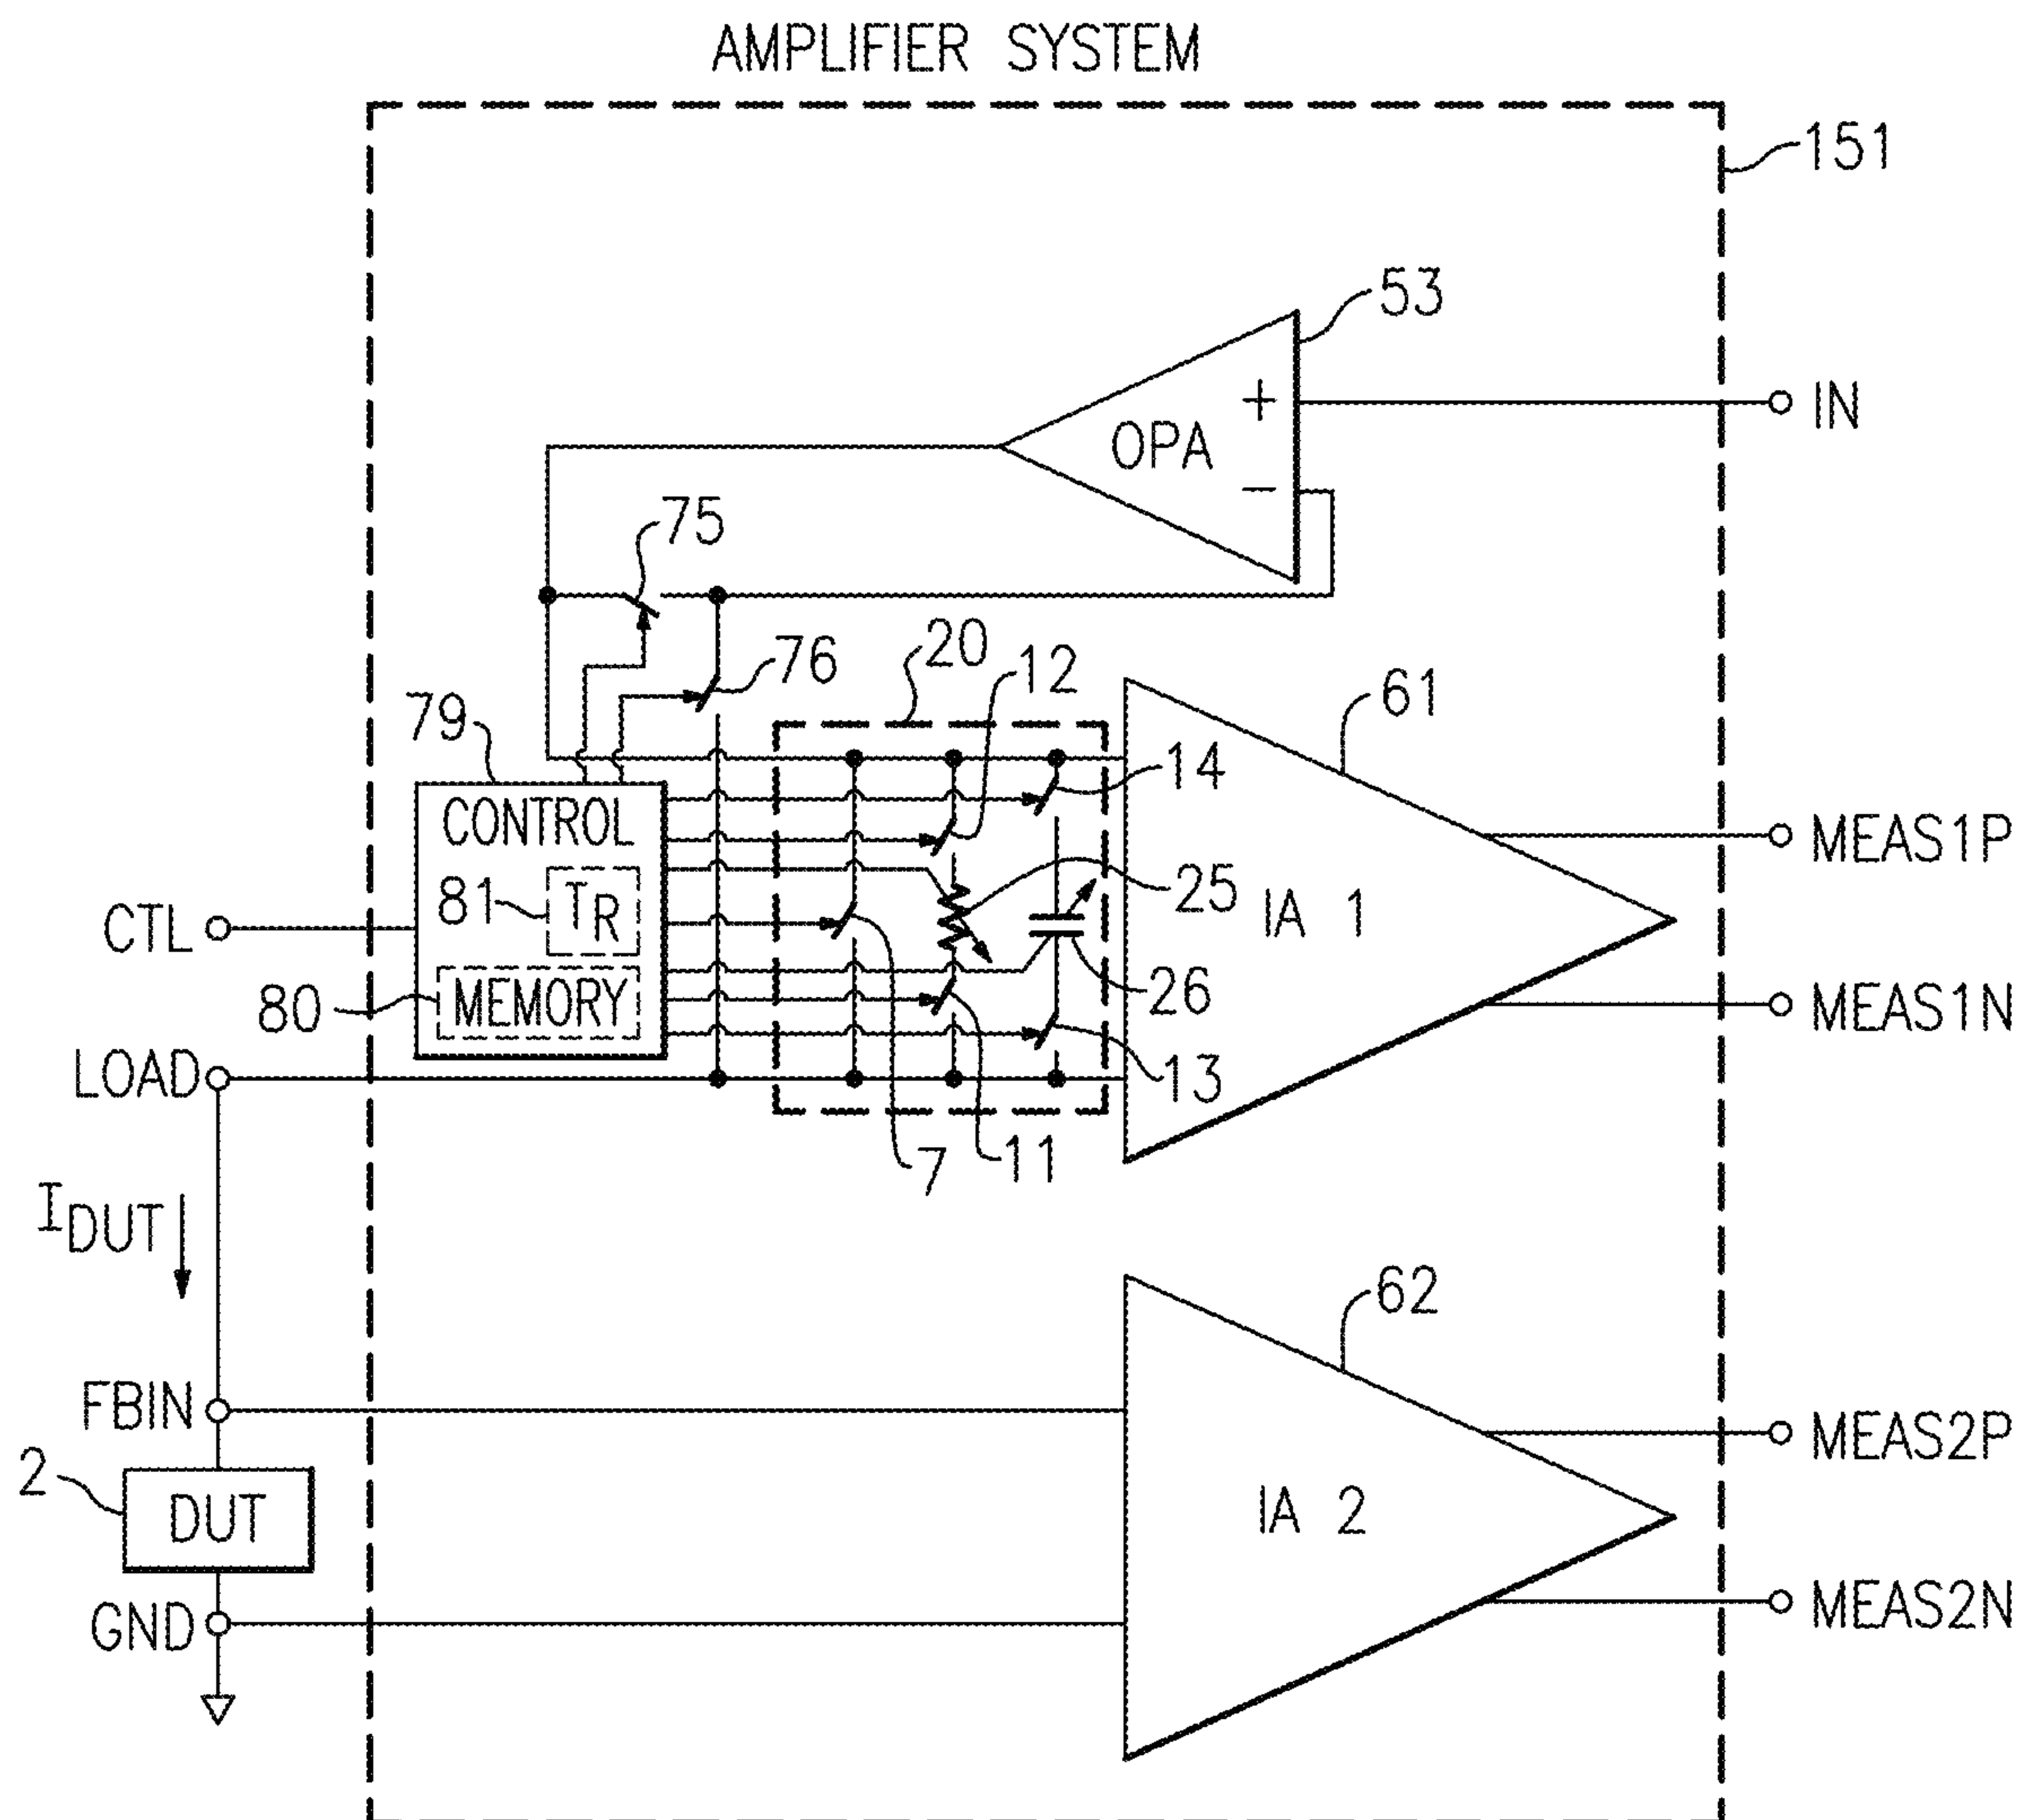 AMPLIFIER SYSTEM
151
53
+
OPA
−
IN
75
76
20
12
61
79
14
CONTROL
81
TR
25
CTL
80
MEMORY
26
IA 1
MEAS1P
MEAS1N
LOAD
13
7
11
IDUT
62
FBIN
2
DUT
IA 2
MEAS2P
GND
MEAS2N